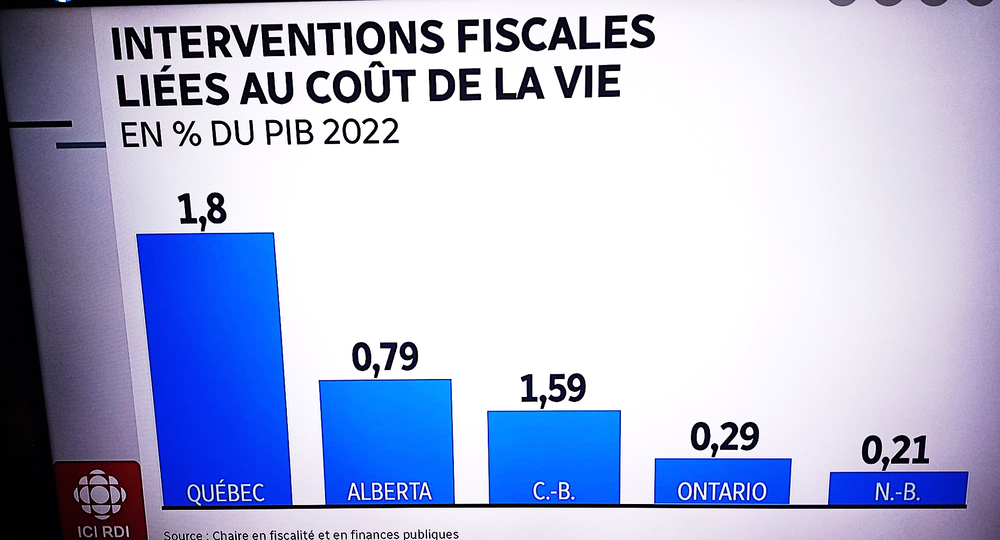 INTERVENTIONS FISCALES
LIÉES AU COÛT DE LA VIE
EN % DU PIB 2022
1,8
0,79
1,59
0,29
0,21
QUÉBEC
ALBERTA
C.-B.
ONTARIO
N.-B.
ICI RDI
Source : Chaire en fiscalité et en finances publiques